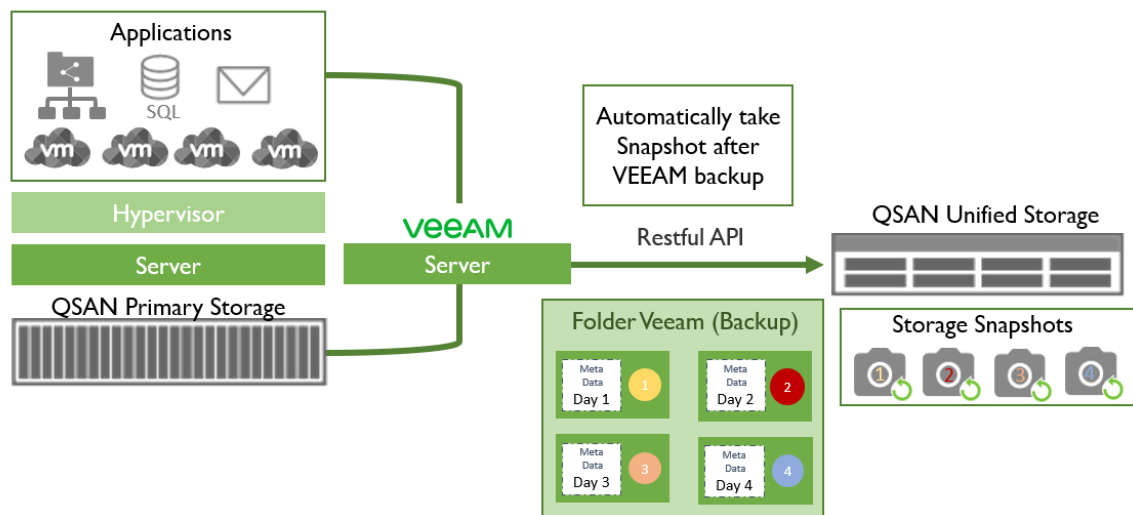 Applications
SQL
vm
vm
vm
vm
Hypervisor
Server
QSAN Primary Storage
veeAM
Server
Automatically take
Snapshot after
VEEAM backup
Restful API
QSAN Unified Storage
Folder Veeam (Backup)
Meta
Data
Day 1
1
Meta
Data
Day 2
2
Meta
Data
Day 3
3
Meta
Data
Day 4
4
Storage Snapshots
1
2
3
4